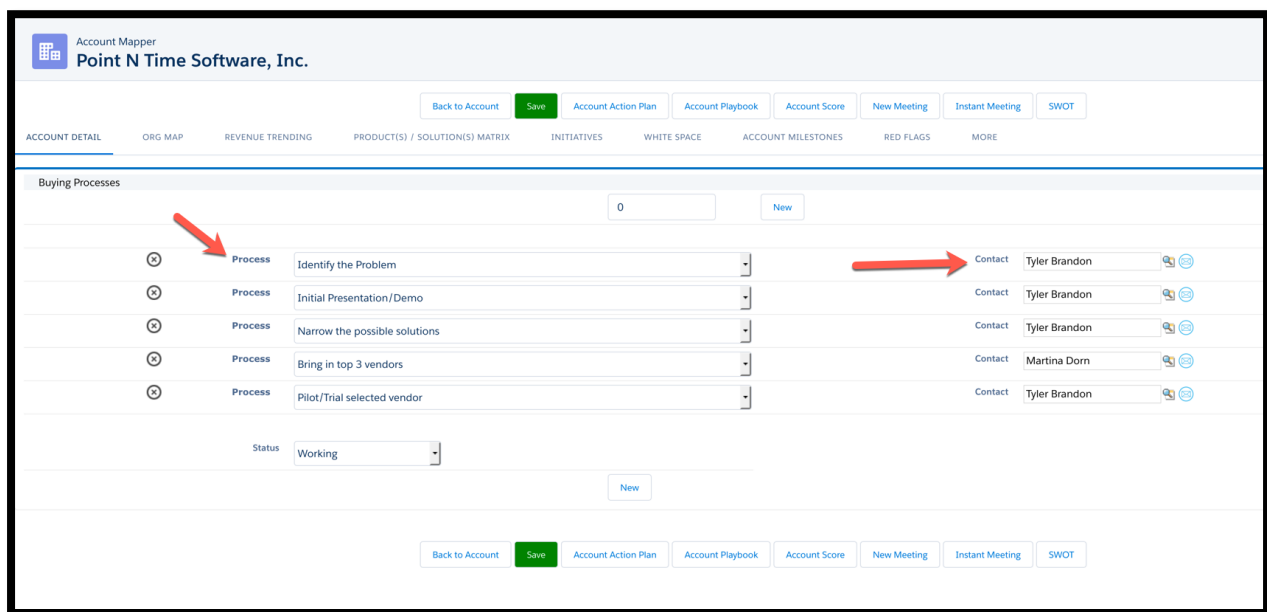 Account Mapper
Point N Time Software, Inc.
Back to Account Save Account Action Plan Account Playbook Account Score New Meeting Instant Meeting SWOT
ACCOUNT DETAIL ORG MAP REVENUE TRENDING PRODUCT(S) / SOLUTION(S) MATRIX INITIATIVES WHITE SPACE ACCOUNT MILESTONES RED FLAGS MORE
Buying Processes
0 New
Process Identify the Problem Contact Tyler Brandon
Process Initial Presentation/Demo Contact Tyler Brandon
Process Narrow the possible solutions Contact Tyler Brandon
Process Bring in top 3 vendors Contact Martina Dorn
Process Pilot/Trial selected vendor Contact Tyler Brandon
Status Working
New
Back to Account Save Account Action Plan Account Playbook Account Score New Meeting Instant Meeting SWOT